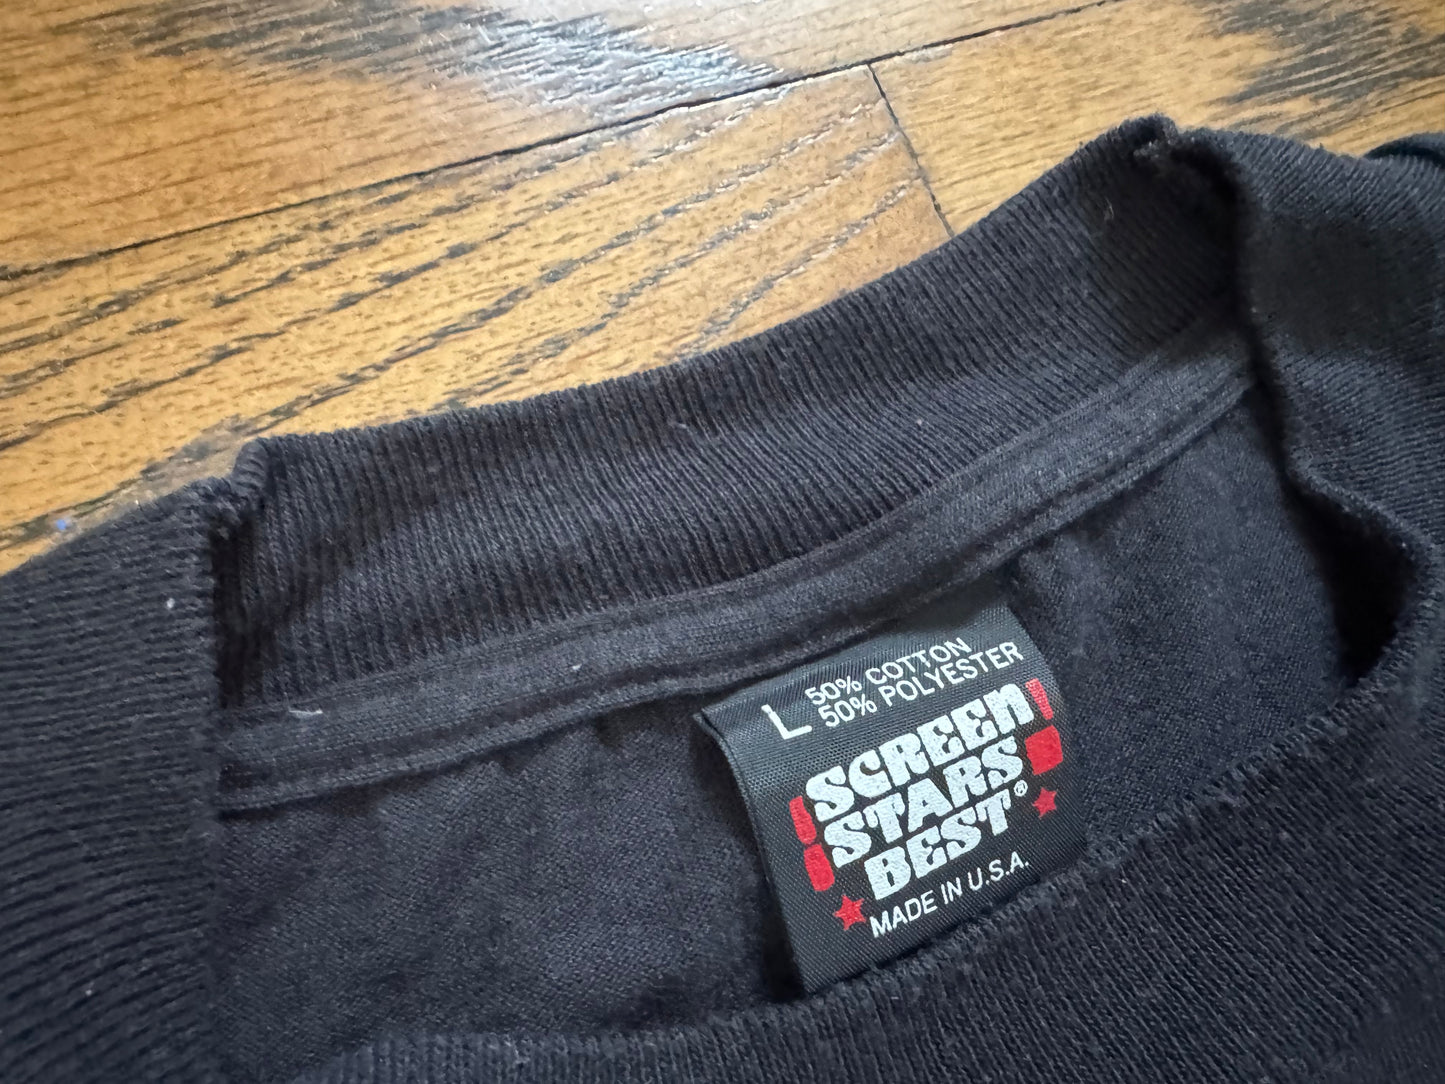 L
50% COTTON
50% POLYESTER
SCREEN
STARS
BEST®
MADE IN U.S.A.